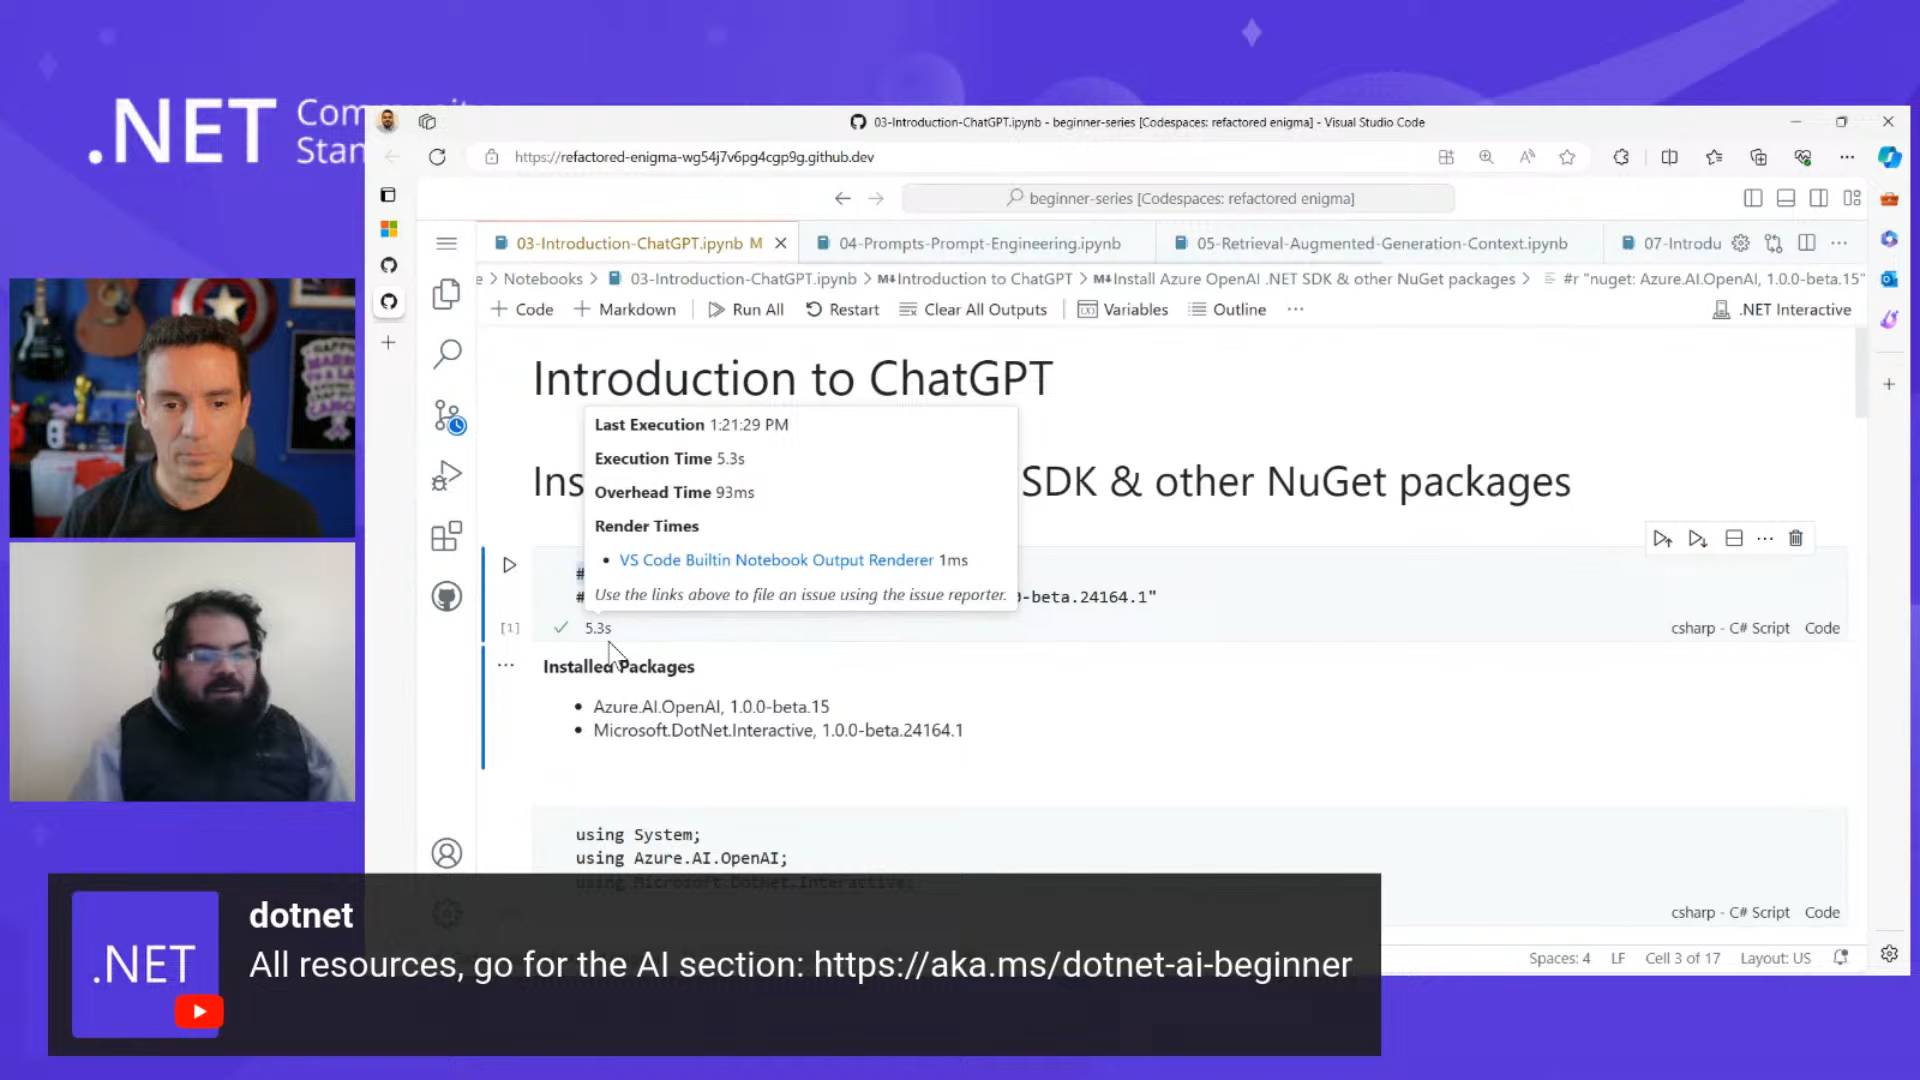 .NET
Com
Stan
03-Introduction-ChatGPT.ipynb - beginner-series [Codespaces: refactored enigma] - Visual Studio Code
https://refactored-enigma-wg54j7v6pg4cgp9g.github.dev
beginner-series [Codespaces: refactored enigma]
03-Introduction-ChatGPT.ipynb M
04-Prompts-Prompt-Engineering.ipynb
05-Retrieval-Augmented-Generation-Context.ipynb
07-Introdu
e > Notebooks > 03-Introduction-ChatGPT.ipynb > M↓Introduction to ChatGPT > M↓Install Azure OpenAI .NET SDK & other NuGet packages > #r "nuget: Azure.AI.OpenAI, 1.0.0-beta.15"
+ Code + Markdown Run All Restart Clear All Outputs Variables Outline ... .NET Interactive
Introduction to ChatGPT
Last Execution 1:21:29 PM
Execution Time 5.3s
Ins SDK & other NuGet packages
Overhead Time 93ms
Render Times
• VS Code Builtin Notebook Output Renderer 1ms
Use the links above to file an issue using the issue reporter.
#
# 0-beta.24164.1"
[1] 5.3s csharp - C# Script Code
Installed Packages
• Azure.AI.OpenAI, 1.0.0-beta.15
• Microsoft.DotNet.Interactive, 1.0.0-beta.24164.1
using System;
using Azure.AI.OpenAI;
using Microsoft.DotNet.Interactive;
csharp - C# Script Code
Spaces: 4 LF Cell 3 of 17 Layout: US
.NET
dotnet
All resources, go for the AI section: https://aka.ms/dotnet-ai-beginner